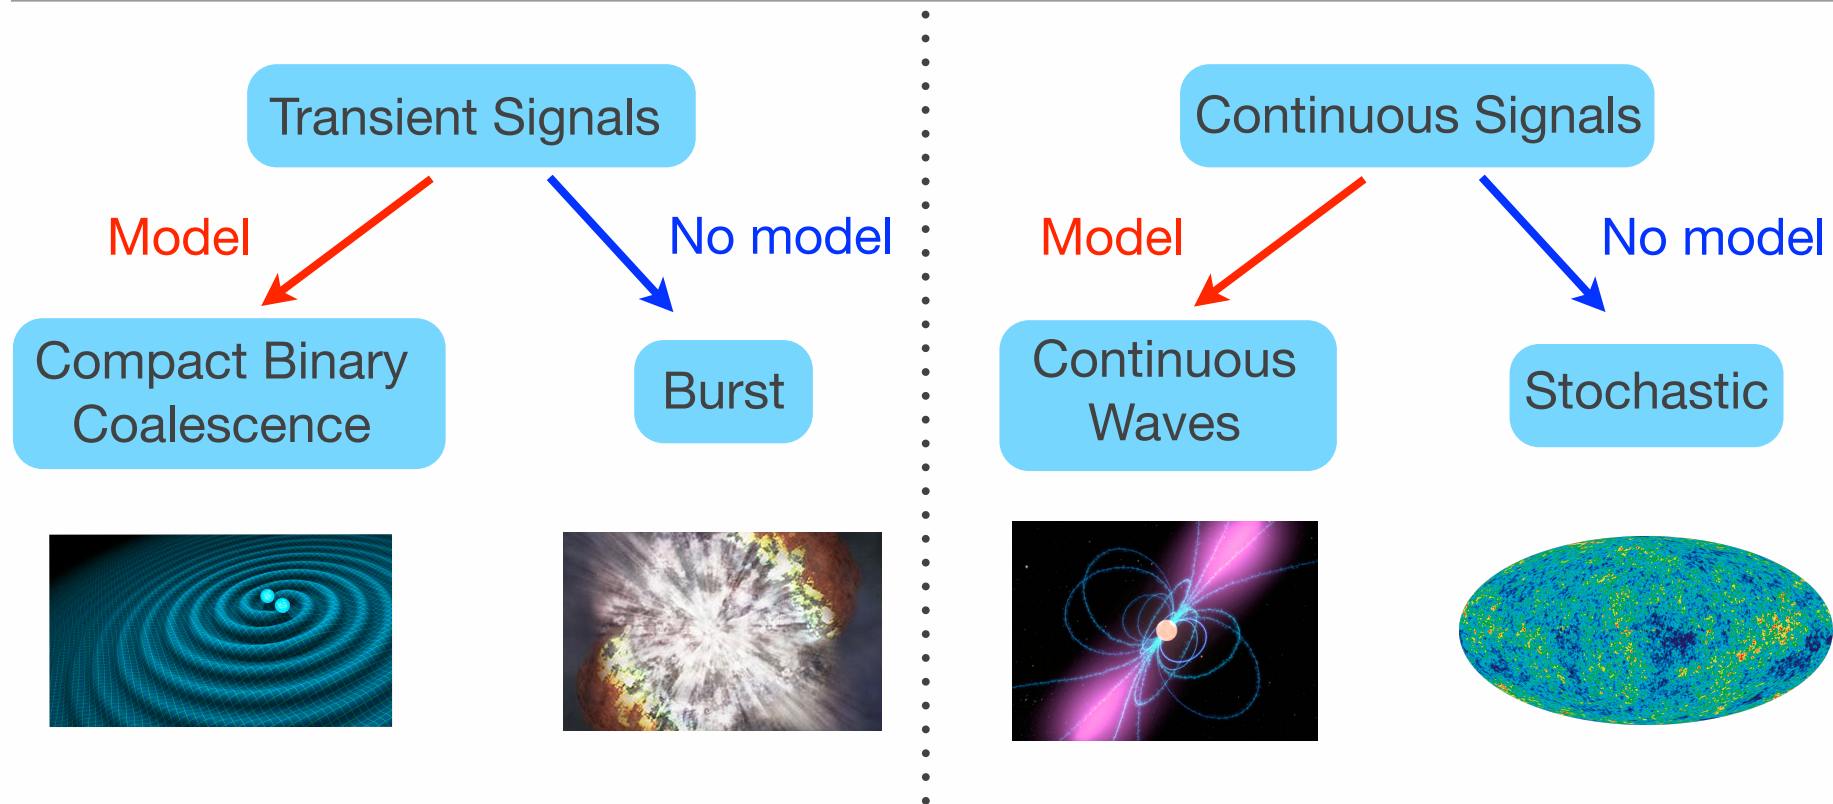 Transient Signals
Model
No model
Compact Binary
Coalescence
Burst
Continuous Signals
Model
No model
Continuous
Waves
Stochastic